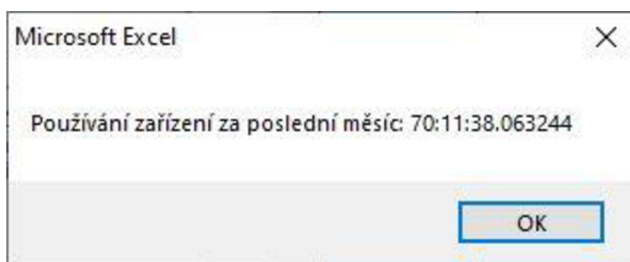 Microsoft Excel
Používání zařízení za poslední měsíc: 70:11:38.063244
OK